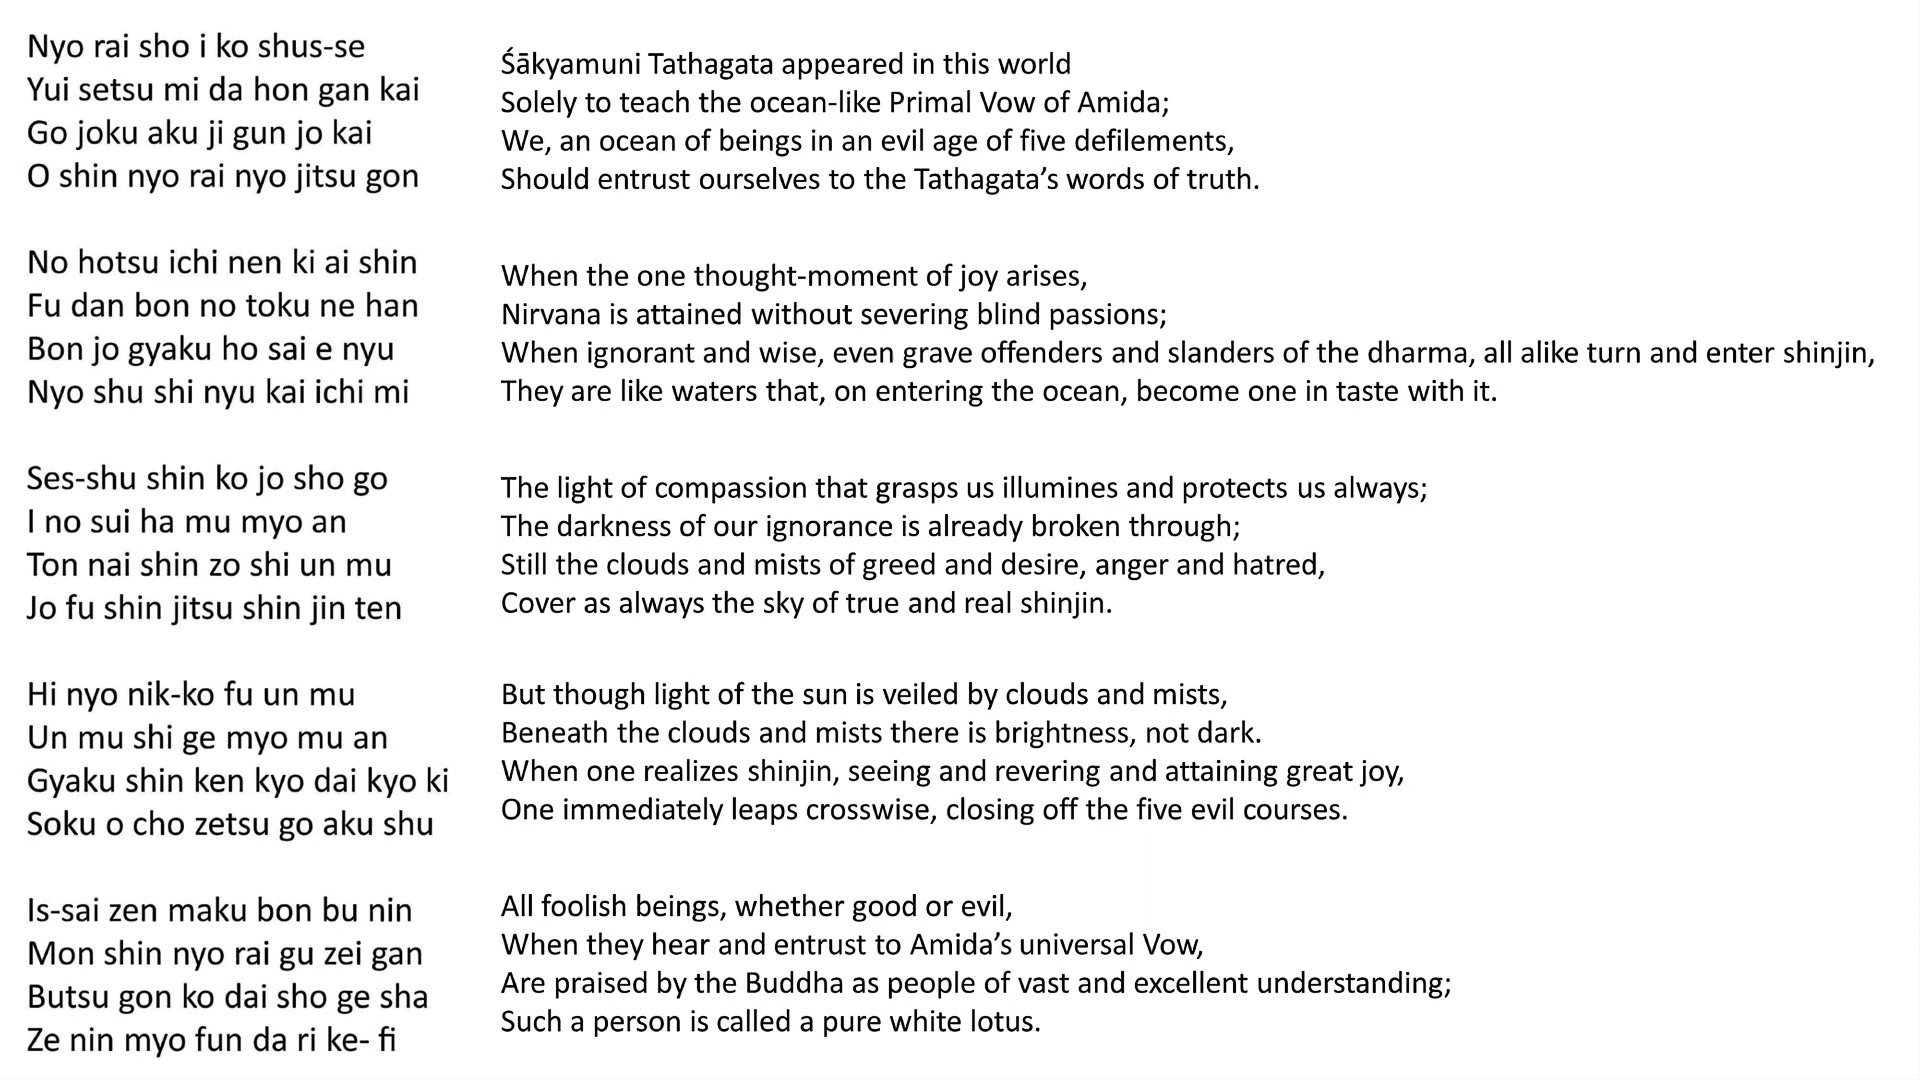 Nyo rai sho i ko shus-se
Yui setsu mi da hon gan kai
Go joku aku ji gun jo kai
O shin nyo rai nyo jitsu gon
Śākyamuni Tathagata appeared in this world
Solely to teach the ocean-like Primal Vow of Amida;
We, an ocean of beings in an evil age of five defilements,
Should entrust ourselves to the Tathagata’s words of truth.
No hotsu ichi nen ki ai shin
Fu dan bon no toku ne han
Bon jo gyaku ho sai e nyu
Nyo shu shi nyu kai ichi mi
When the one thought-moment of joy arises,
Nirvana is attained without severing blind passions;
When ignorant and wise, even grave offenders and slanders of the dharma, all alike turn and enter shinjin,
They are like waters that, on entering the ocean, become one in taste with it.
Ses-shu shin ko jo sho go
I no sui ha mu myo an
Ton nai shin zo shi un mu
Jo fu shin jitsu shin jin ten
The light of compassion that grasps us illumines and protects us always;
The darkness of our ignorance is already broken through;
Still the clouds and mists of greed and desire, anger and hatred,
Cover as always the sky of true and real shinjin.
Hi nyo nik-ko fu un mu
Un mu shi ge myo mu an
Gyaku shin ken kyo dai kyo ki
Soku o cho zetsu go aku shu
But though light of the sun is veiled by clouds and mists,
Beneath the clouds and mists there is brightness, not dark.
When one realizes shinjin, seeing and revering and attaining great joy,
One immediately leaps crosswise, closing off the five evil courses.
Is-sai zen maku bon bu nin
Mon shin nyo rai gu zei gan
Butsu gon ko dai sho ge sha
Ze nin myo fun da ri ke- fi
All foolish beings, whether good or evil,
When they hear and entrust to Amida’s universal Vow,
Are praised by the Buddha as people of vast and excellent understanding;
Such a person is called a pure white lotus.